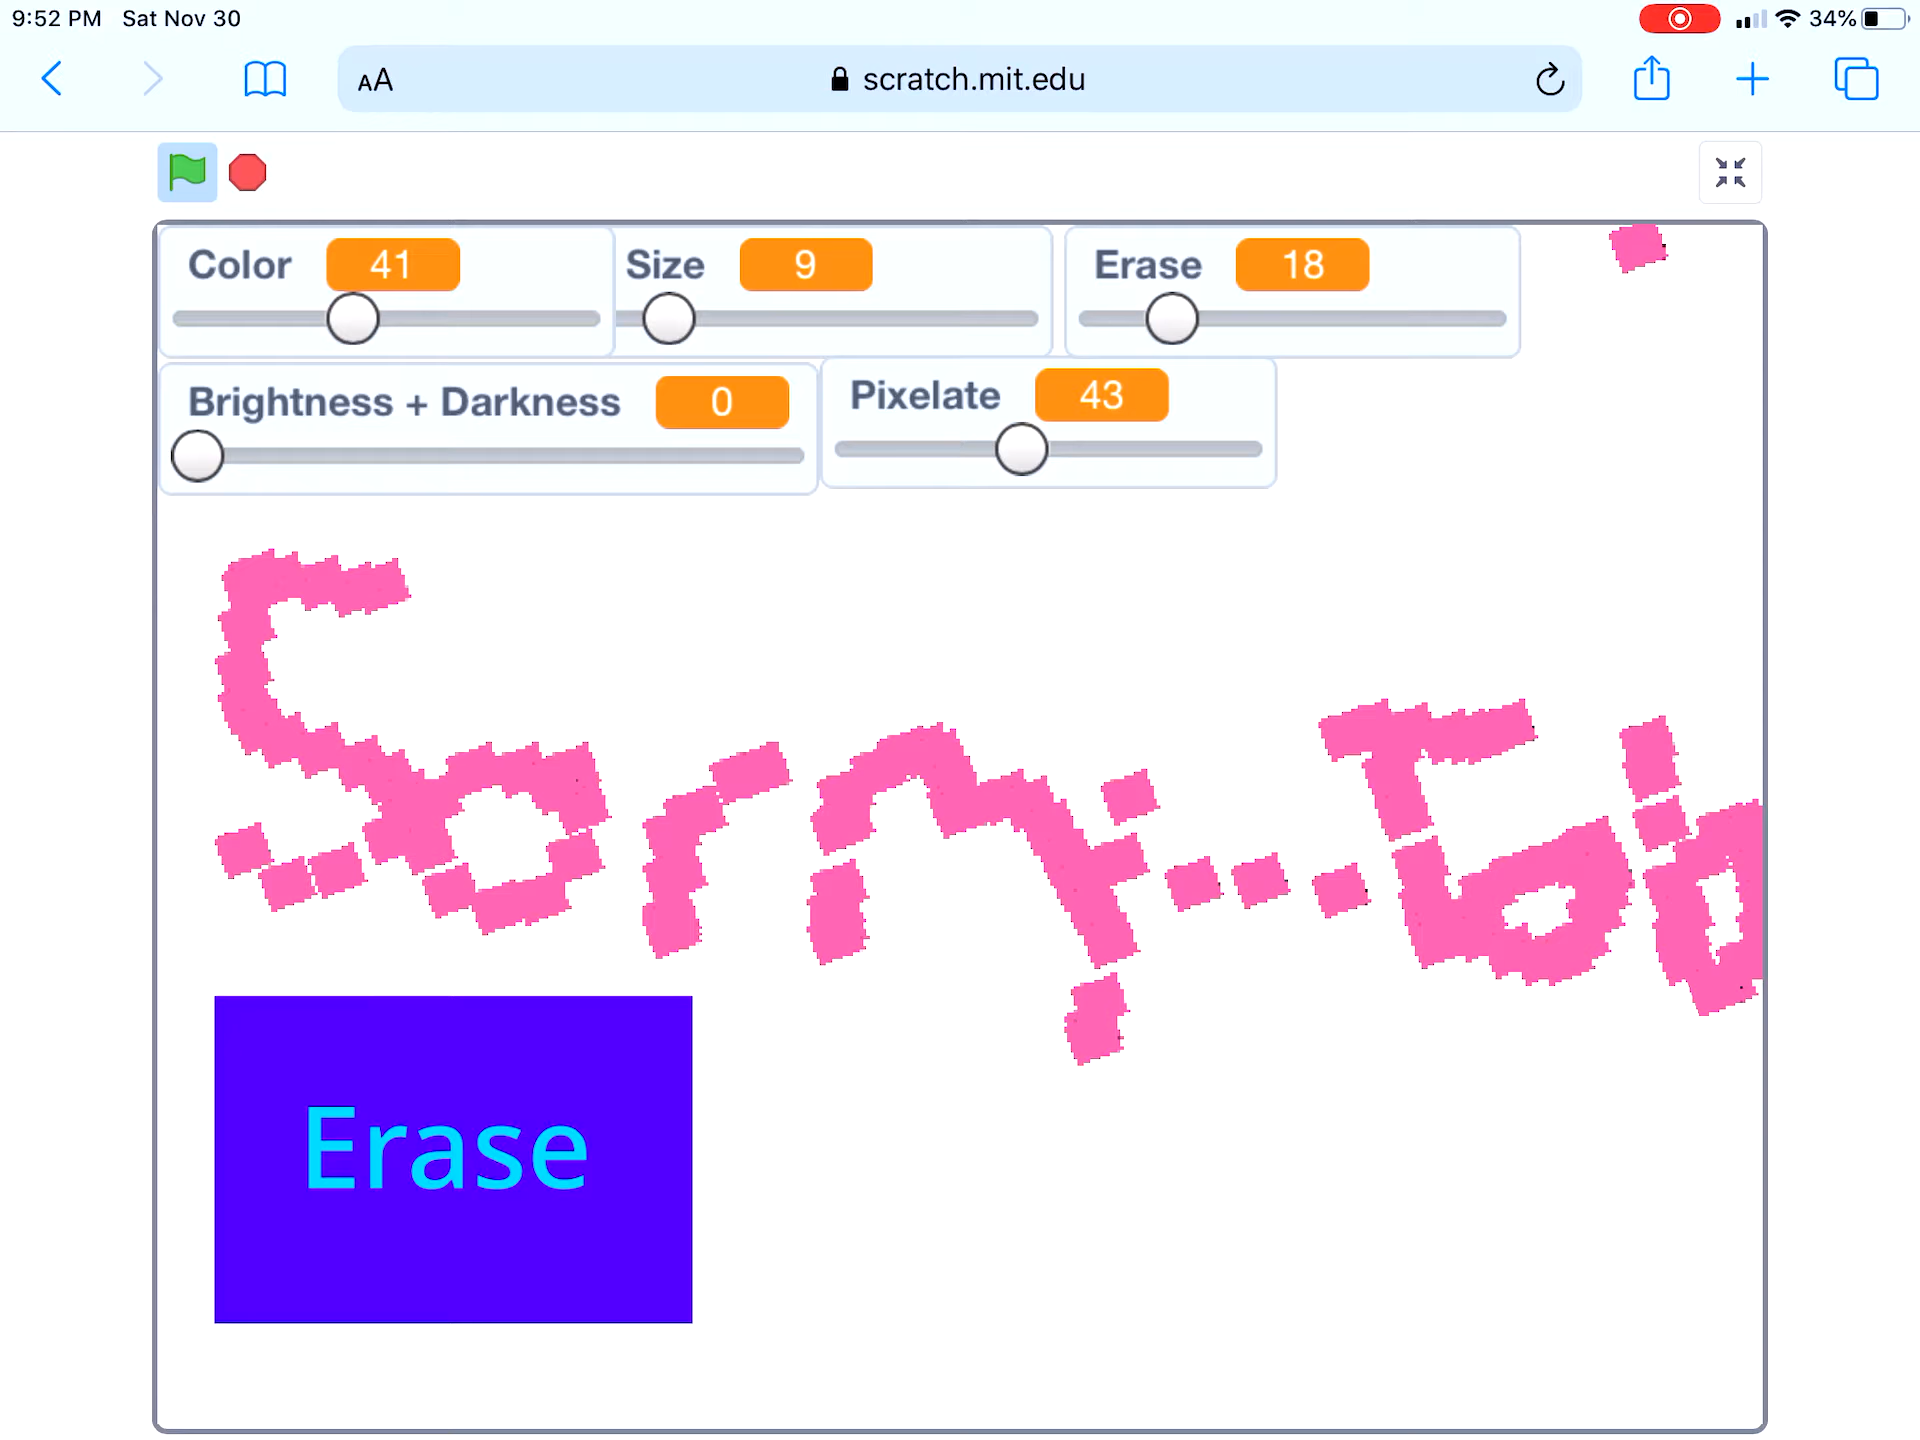 9:52 PM Sat Nov 30
34%
AA scratch.mit.edu
Color 41 Size 9 Erase 18
Brightness + Darkness 0 Pixelate 43
Erase